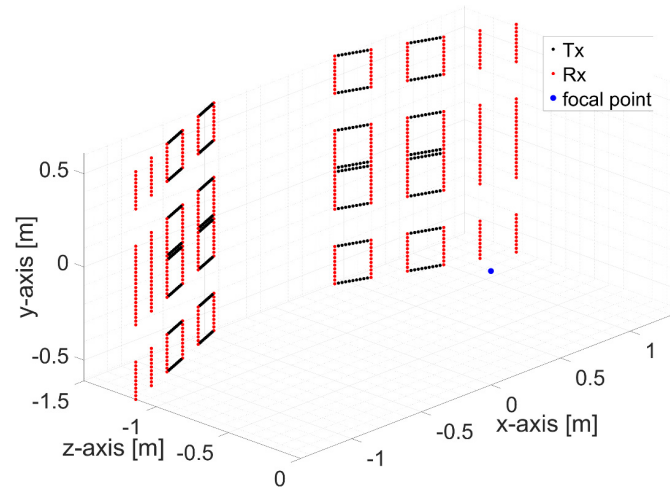 Tx
Rx
focal point
0.5
0
-0.5
-1.5
-1
-0.5
0
-1
-0.5
0
0.5
1
y-axis [m]
z-axis [m]
x-axis [m]